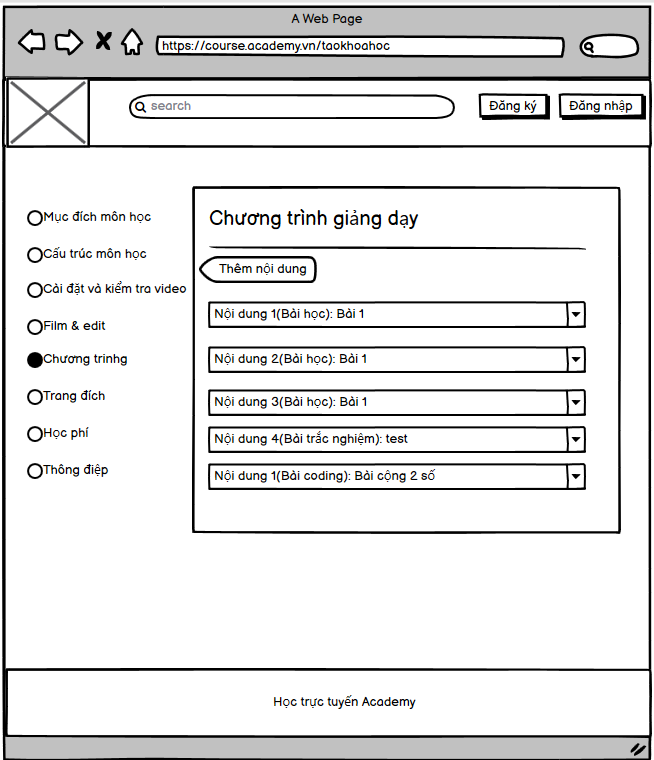 A Web Page
https://course.academy.vn/taokhoahoc
search
Đăng ký
Đăng nhập
Mục đích môn học
Cấu trúc môn học
Cài đặt và kiểm tra video
Film & edit
Chương trinhg
Trang đích
Học phí
Thông điệp
Chương trình giảng dạy
Thêm nội dung
Nội dung 1(Bài học): Bài 1
Nội dung 2(Bài học): Bài 1
Nội dung 3(Bài học): Bài 1
Nội dung 4(Bài trắc nghiệm): test
Nội dung 1(Bài coding): Bài cộng 2 số
Học trực tuyến Academy